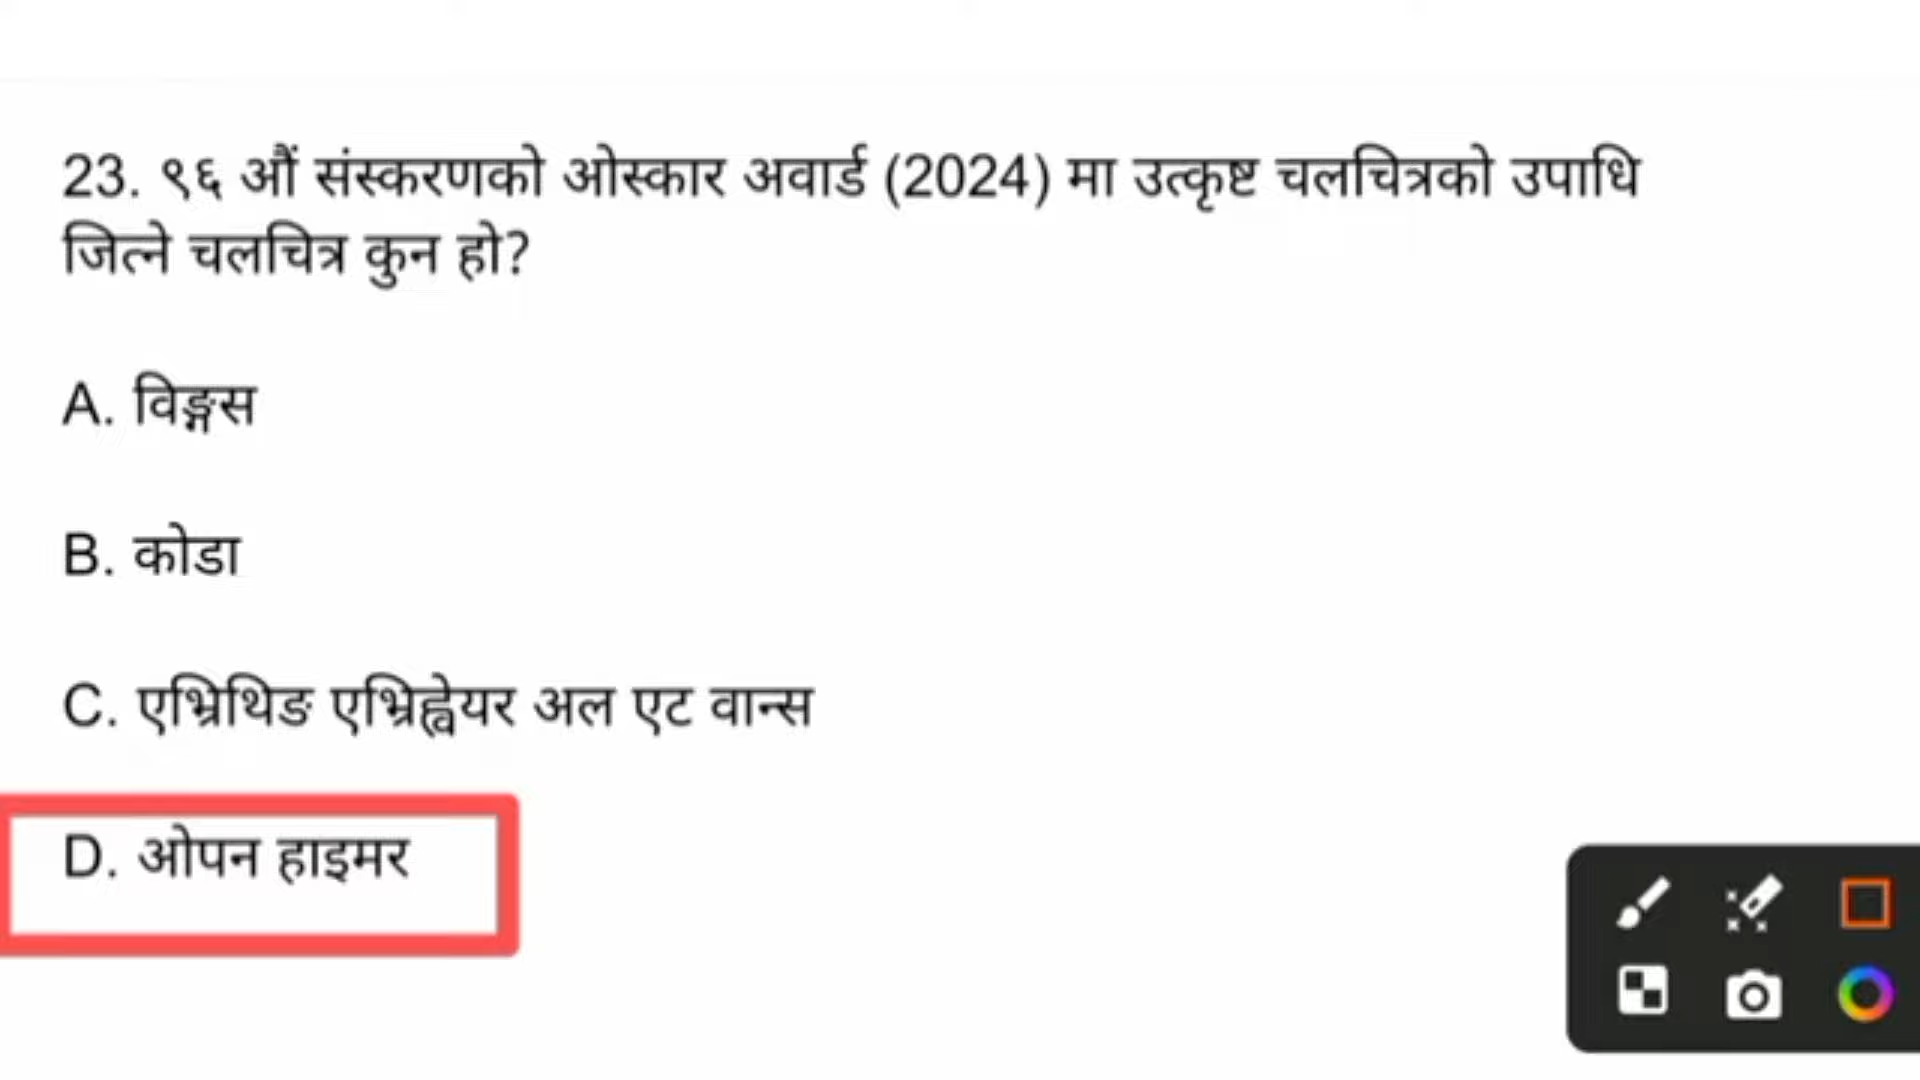 23. ९६ औं संस्करणको ओस्कार अवार्ड (2024) मा उत्कृष्ट चलचित्रको उपाधि
जित्ने चलचित्र कुन हो?
A. विङ्गस
B. कोडा
C. एभ्रिथिङ एभ्रिह्वेयर अल एट वान्स
D. ओपन हाइमर